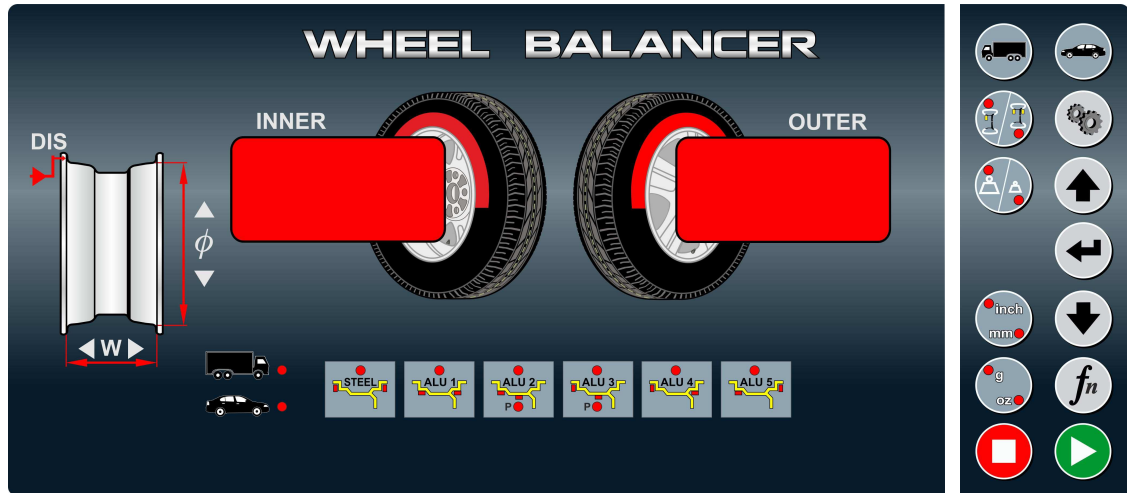 WHEEL BALANCER
INNER
OUTER
DIS
ϕ
W
STEEL
ALU 1
ALU 2
P
ALU 3
P
ALU 4
ALU 5
inch
mm
g
oz
fn